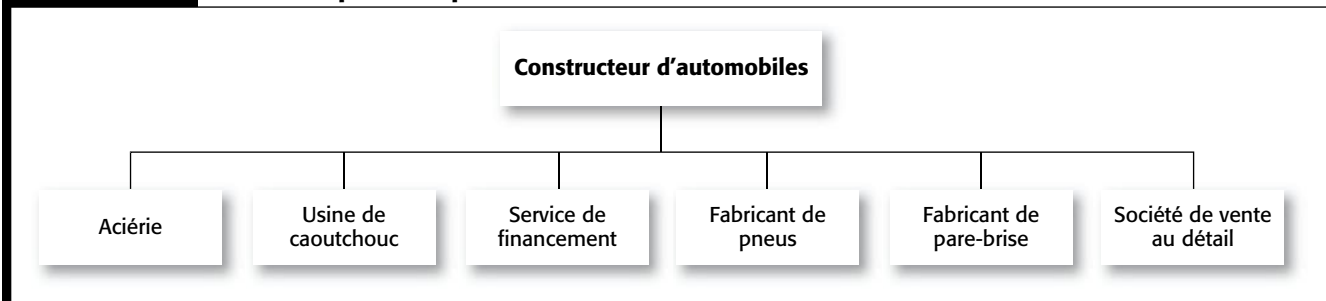 Constructeur d'automobiles
Aciérie
Usine de
caoutchouc
Service de
financement
Fabricant de
pneus
Fabricant de
pare-brise
Société de vente
au détail